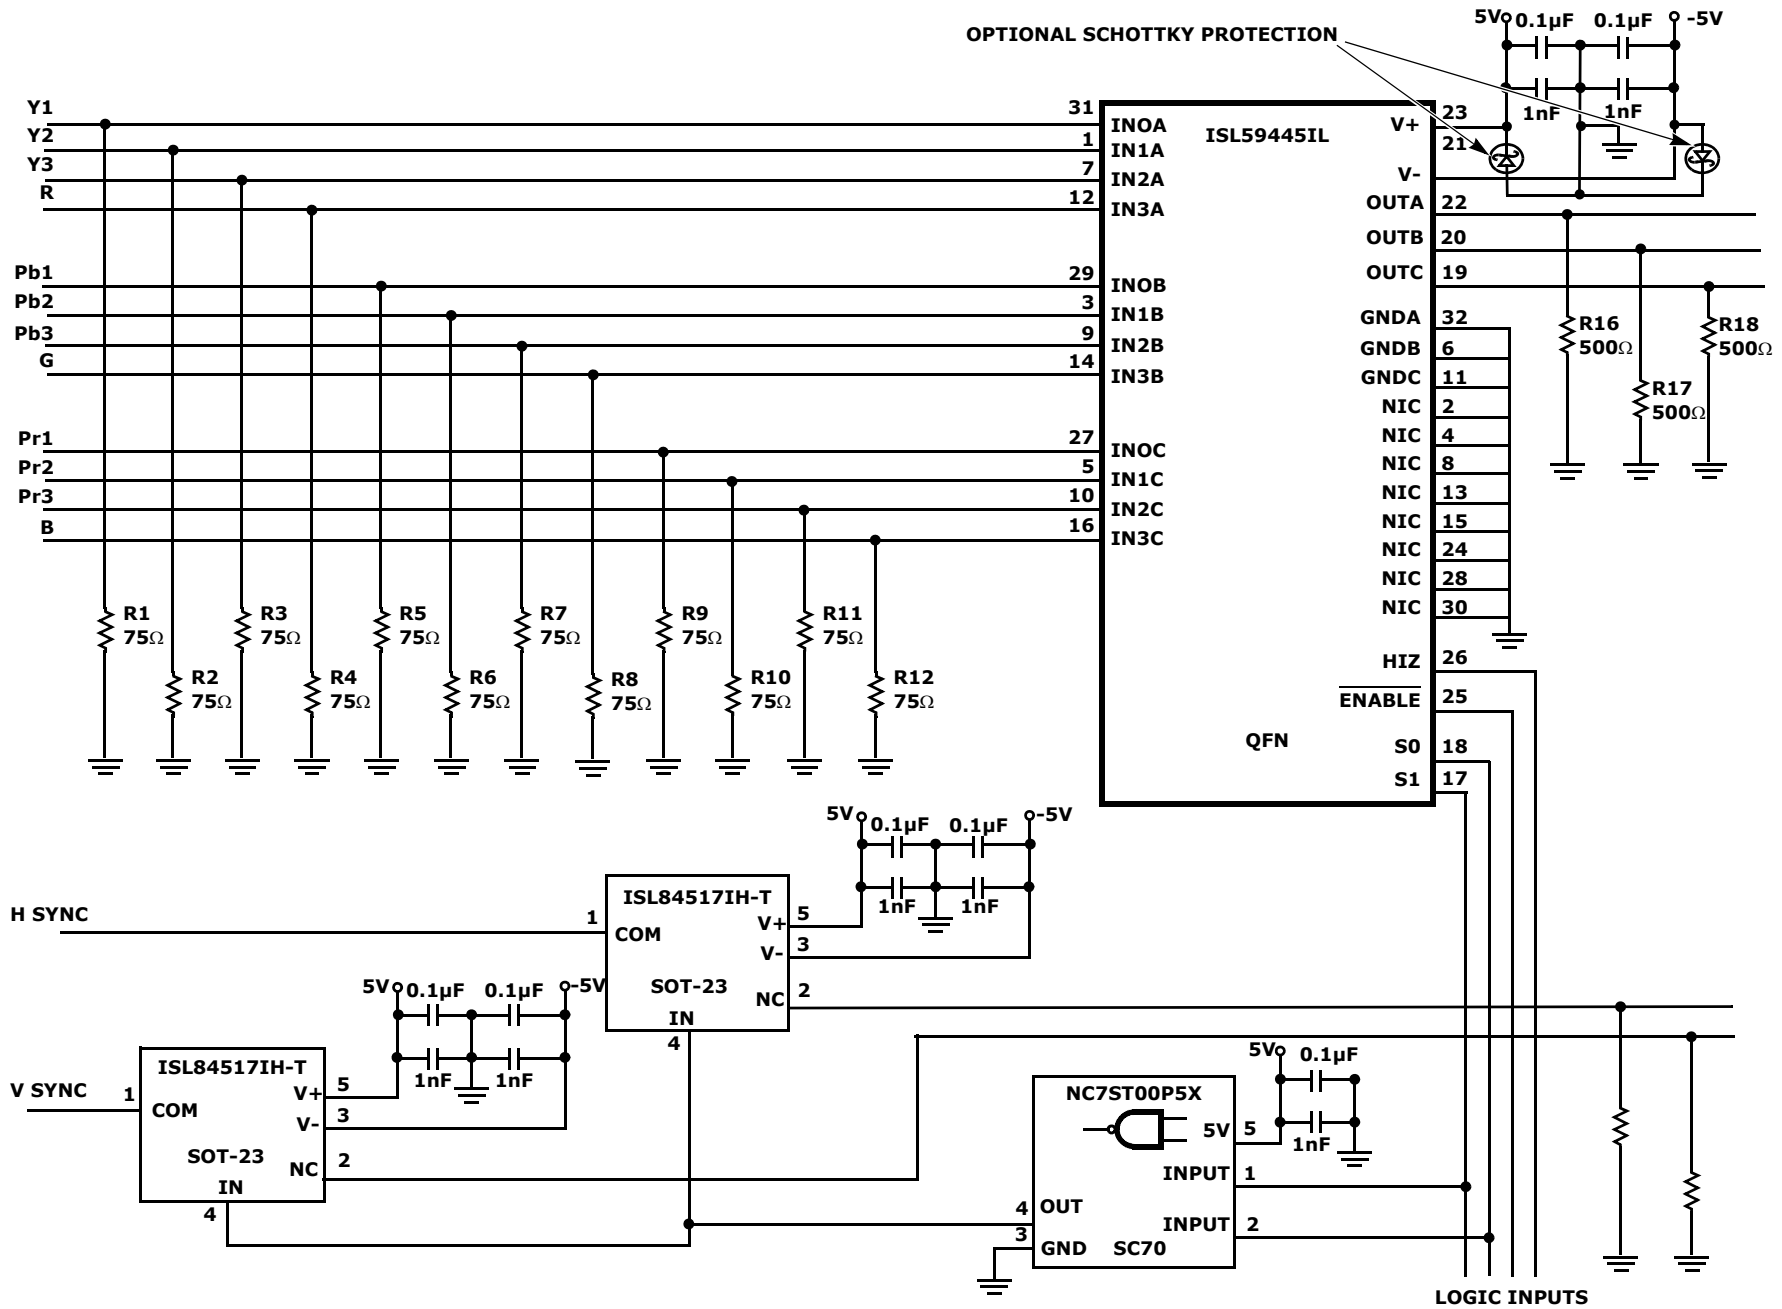 OPTIONAL SCHOTTKY PROTECTION
5V 0.1µF 0.1µF -5V
1nF 1nF
Y1
Y2
Y3
R
Pb1
Pb2
Pb3
G
Pr1
Pr2
Pr3
B
31 INOA
1 IN1A
7 IN2A
12 IN3A
29 INOB
3 IN1B
9 IN2B
14 IN3B
27 INOC
5 IN1C
10 IN2C
16 IN3C
ISL59445IL
QFN
V+ 23
V- 21
OUTA 22
OUTB 20
OUTC 19
GNDA 32
GNDB 6
GNDC 11
NIC 2
NIC 4
NIC 8
NIC 13
NIC 15
NIC 24
NIC 28
NIC 30
HIZ 26
ENABLE 25
S0 18
S1 17
R16
500Ω
R17
500Ω
R18
500Ω
R1
75Ω
R2
75Ω
R3
75Ω
R4
75Ω
R5
75Ω
R6
75Ω
R7
75Ω
R8
75Ω
R9
75Ω
R10
75Ω
R11
75Ω
R12
75Ω
5V 0.1µF 0.1µF -5V
1nF 1nF
H SYNC
1 COM
ISL84517IH-T
V+ 5
V- 3
SOT-23
NC 2
IN
4
5V 0.1µF 0.1µF -5V
1nF 1nF
V SYNC
1 COM
ISL84517IH-T
V+ 5
V- 3
SOT-23
NC 2
IN
4
5V 0.1µF
1nF
NC7ST00P5X
5V 5
INPUT 1
4 OUT
INPUT 2
3 GND
SC70
LOGIC INPUTS